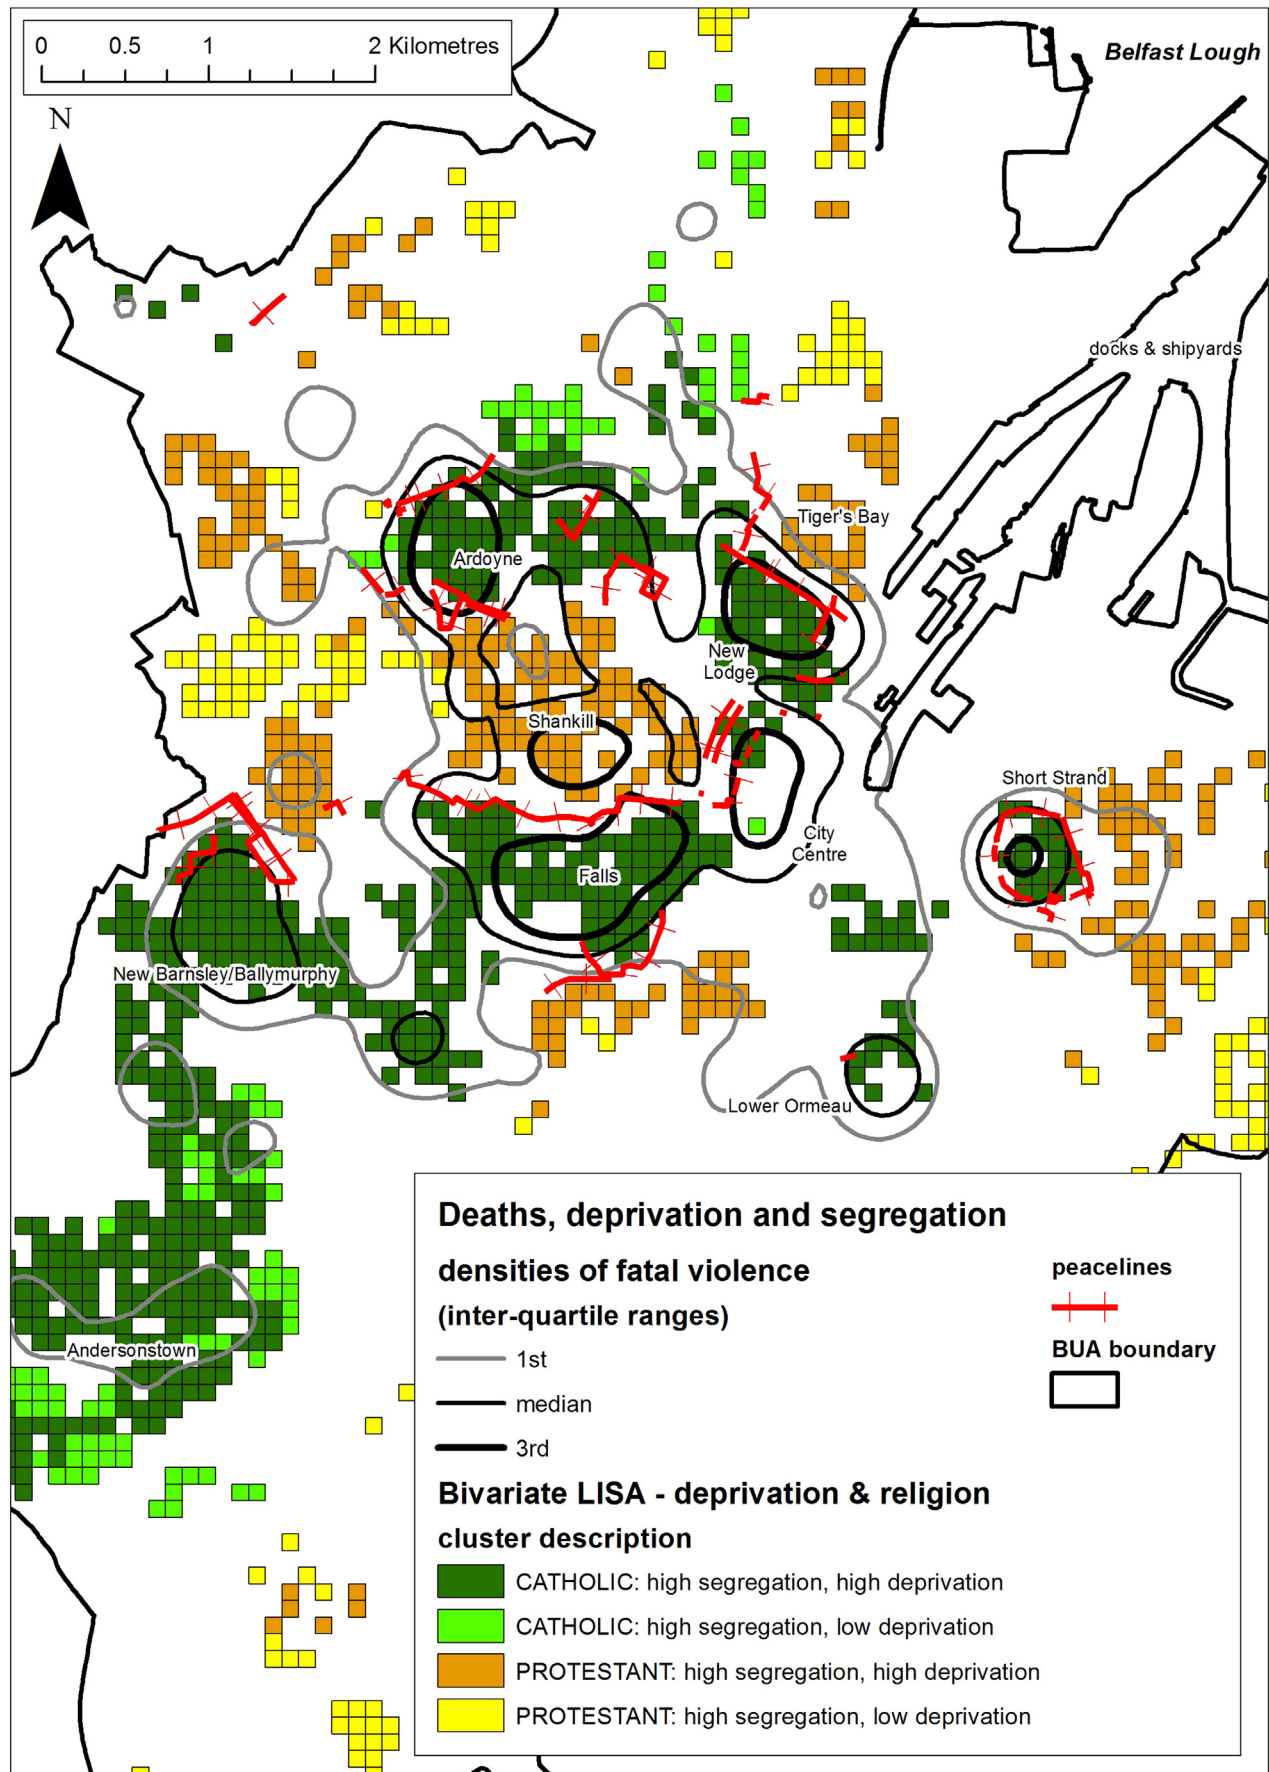 0 0.5 1 2 Kilometres
Belfast Lough
N
docks & shipyards
Tiger's Bay
Ardoyne
New
Lodge
Shankill
Short Strand
City
Centre
Falls
New Barnsley/Ballymurphy
Lower Ormeau
Andersonstown
Deaths, deprivation and segregation
densities of fatal violence
(inter-quartile ranges)
1st
median
3rd
peacelines
BUA boundary
Bivariate LISA - deprivation & religion
cluster description
CATHOLIC: high segregation, high deprivation
CATHOLIC: high segregation, low deprivation
PROTESTANT: high segregation, high deprivation
PROTESTANT: high segregation, low deprivation